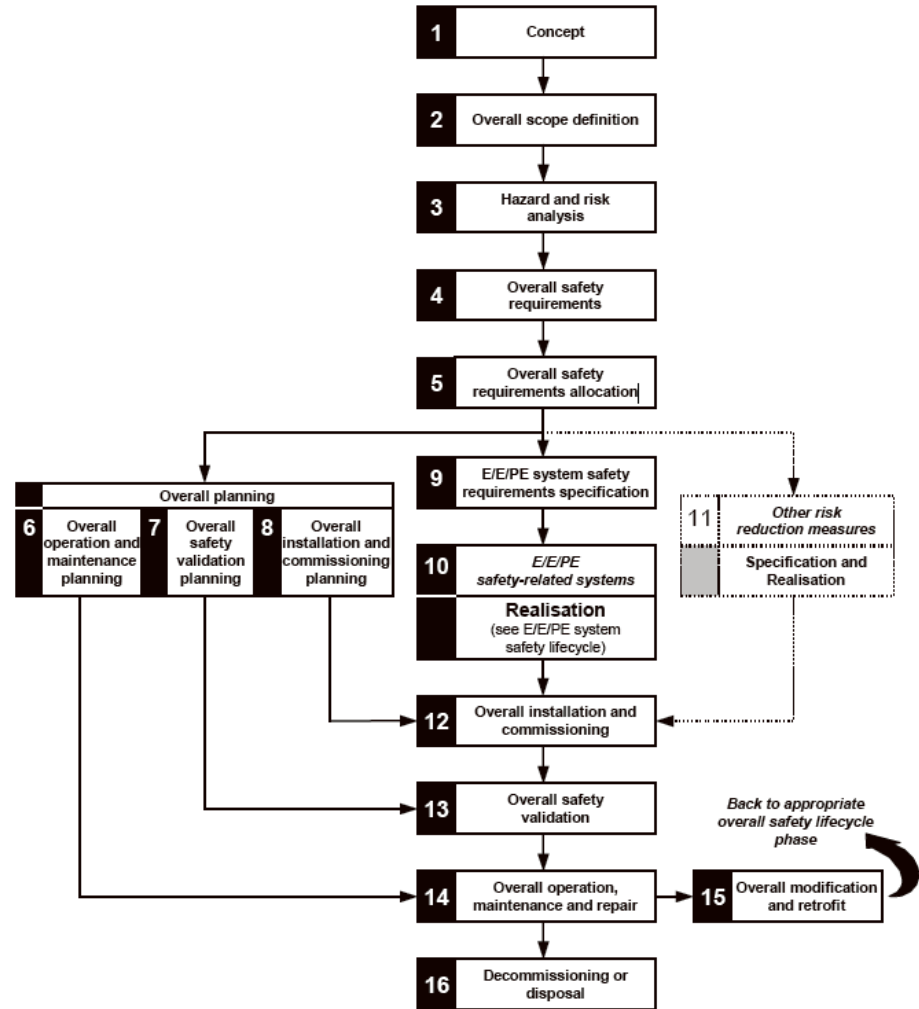 1
Concept
2
Overall scope definition
3
Hazard and risk
analysis
4
Overall safety
requirements
5
Overall safety
requirements allocation
Overall planning
6
Overall
operation and
maintenance
planning
7
Overall
safety
validation
planning
8
Overall
installation and
commissioning
planning
9
E/E/PE system safety
requirements specification
10
E/E/PE
safety-related systems
Realisation
(see E/E/PE system
safety lifecycle)
11
Other risk
reduction measures
Specification and
Realisation
12
Overall installation and
commissioning
13
Overall safety
validation
Back to appropriate
overall safety lifecycle
phase
14
Overall operation,
maintenance and repair
15
Overall modification
and retrofit
16
Decommissioning or
disposal